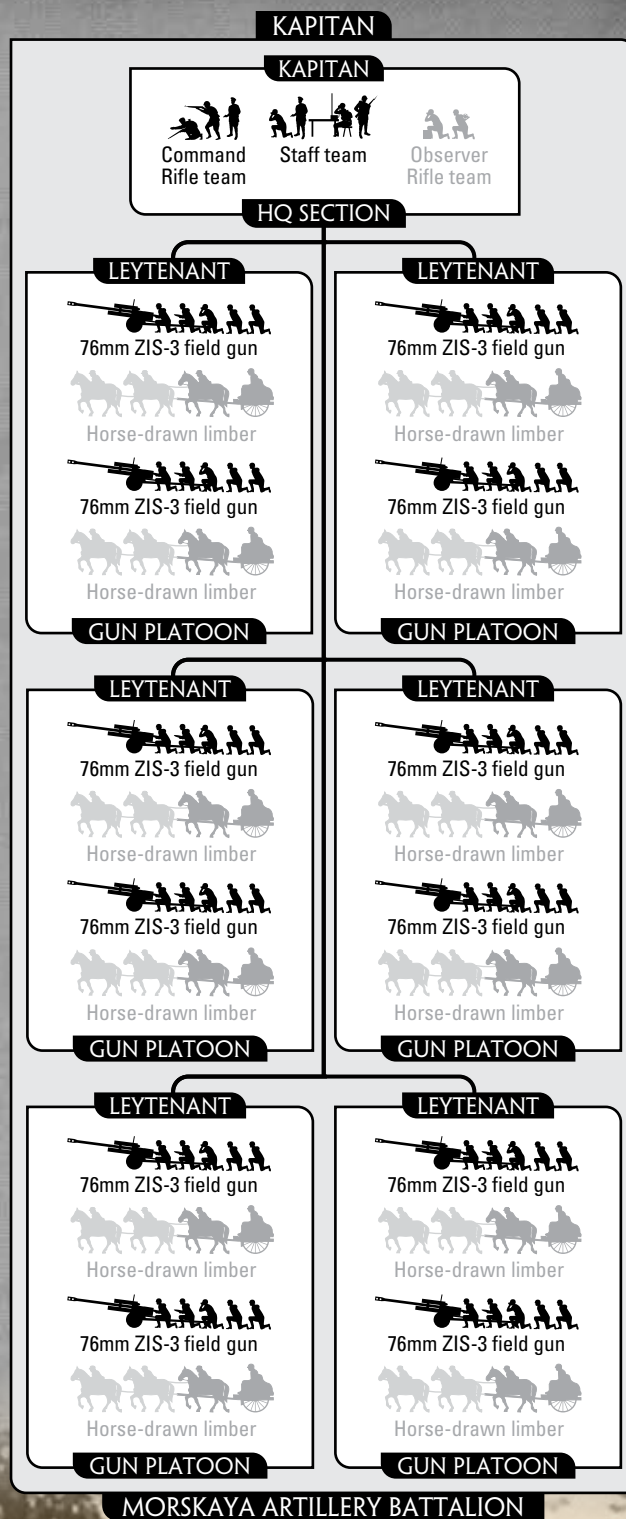 KAPITAN
KAPITAN
Command
Rifle team
Staff team
Observer
Rifle team
HQ SECTION
LEYTENANT
76mm ZIS-3 field gun
Horse-drawn limber
76mm ZIS-3 field gun
Horse-drawn limber
GUN PLATOON
LEYTENANT
76mm ZIS-3 field gun
Horse-drawn limber
76mm ZIS-3 field gun
Horse-drawn limber
GUN PLATOON
LEYTENANT
76mm ZIS-3 field gun
Horse-drawn limber
76mm ZIS-3 field gun
Horse-drawn limber
GUN PLATOON
LEYTENANT
76mm ZIS-3 field gun
Horse-drawn limber
76mm ZIS-3 field gun
Horse-drawn limber
GUN PLATOON
LEYTENANT
76mm ZIS-3 field gun
Horse-drawn limber
76mm ZIS-3 field gun
Horse-drawn limber
GUN PLATOON
LEYTENANT
76mm ZIS-3 field gun
Horse-drawn limber
76mm ZIS-3 field gun
Horse-drawn limber
GUN PLATOON
MORSKAYA ARTILLERY BATTALION